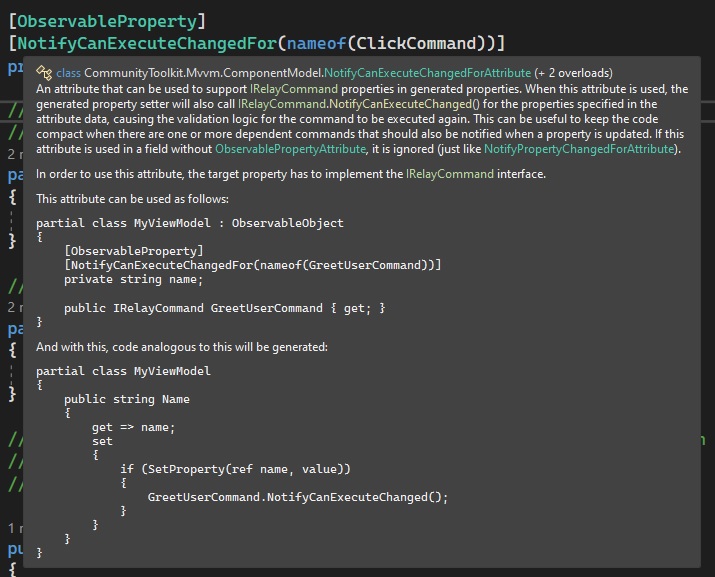 [ObservableProperty]
[NotifyCanExecuteChangedFor(nameof(ClickCommand))]
class CommunityToolkit.Mvvm.ComponentModel.NotifyCanExecuteChangedForAttribute (+ 2 overloads)
An attribute that can be used to support IRelayCommand properties in generated properties. When this attribute is used, the
generated property setter will also call IRelayCommand.NotifyCanExecuteChanged() for the properties specified in the
attribute data, causing the validation logic for the command to be executed again. This can be useful to keep the code
compact when there are one or more dependent commands that should also be notified when a property is updated. If this
attribute is used in a field without ObservablePropertyAttribute, it is ignored (just like NotifyPropertyChangedForAttribute).
In order to use this attribute, the target property has to implement the IRelayCommand interface.
This attribute can be used as follows:
partial class MyViewModel : ObservableObject
{
    [ObservableProperty]
    [NotifyCanExecuteChangedFor(nameof(GreetUserCommand))]
    private string name;
    public IRelayCommand GreetUserCommand { get; }
}
And with this, code analogous to this will be generated:
partial class MyViewModel
{
    public string Name
    {
        get => name;
        set
        {
            if (SetProperty(ref name, value))
            {
                GreetUserCommand.NotifyCanExecuteChanged();
            }
        }
    }
}